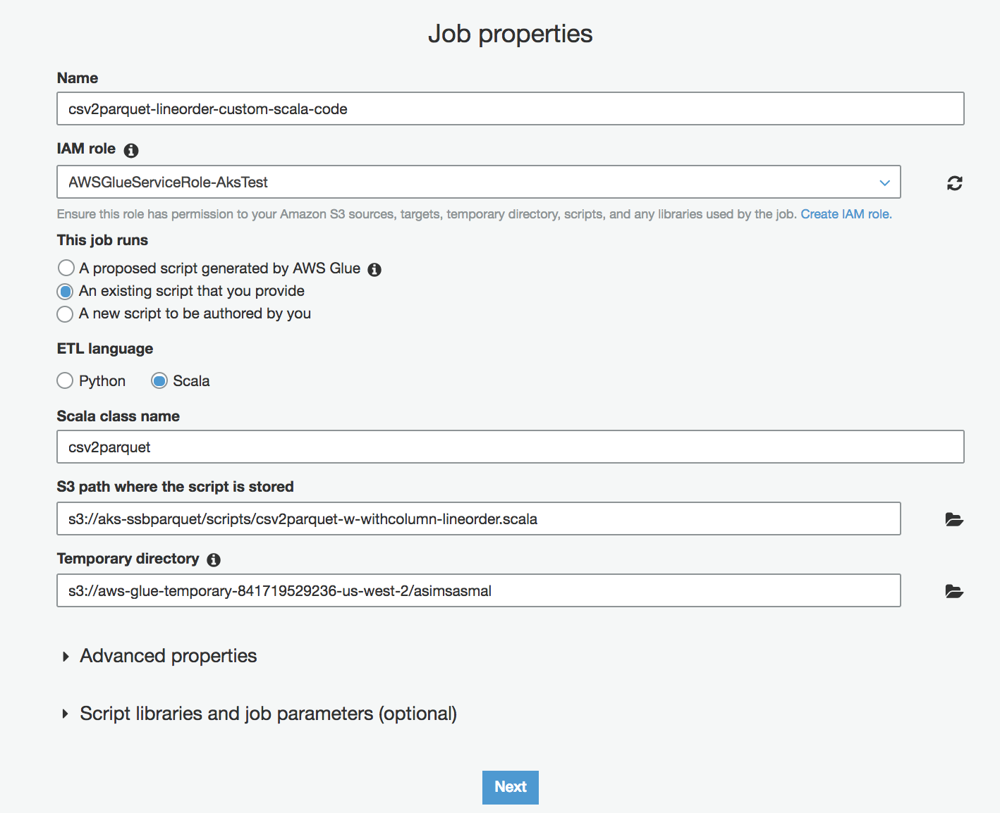 Job properties
Name
csv2parquet-lineorder-custom-scala-code
IAM role
AWSGlueServiceRole-AksTest
Ensure this role has permission to your Amazon S3 sources, targets, temporary directory, scripts, and any libraries used by the job. Create IAM role.
This job runs
A proposed script generated by AWS Glue
An existing script that you provide
A new script to be authored by you
ETL language
Python Scala
Scala class name
csv2parquet
S3 path where the script is stored
s3://aks-ssbparquet/scripts/csv2parquet-w-withcolumn-lineorder.scala
Temporary directory
s3://aws-glue-temporary-841719529236-us-west-2/asimsasmal
Advanced properties
Script libraries and job parameters (optional)
Next